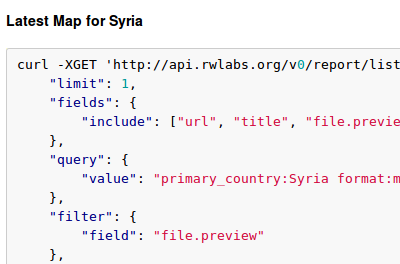 Latest Map for Syria
curl -XGET 'http://api.rwlabs.org/v0/report/list
"limit": 1,
"fields": {
"include": ["url", "title", "file.previe
},
"query": {
"value": "primary_country:Syria format:m
},
"filter": {
"field": "file.preview"
},